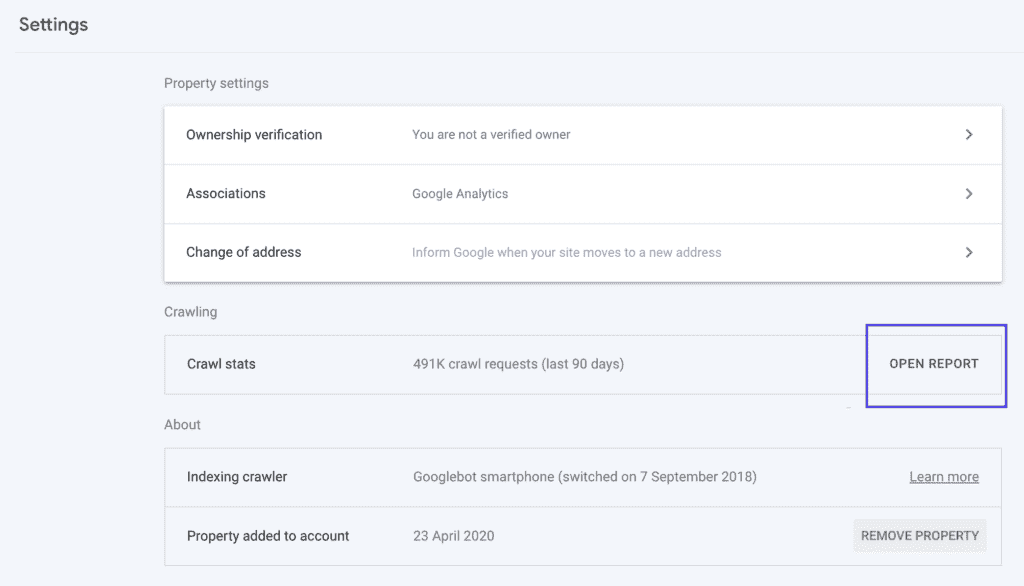 Settings
Property settings
Ownership verification You are not a verified owner
Associations Google Analytics
Change of address Inform Google when your site moves to a new address
Crawling
Crawl stats 491K crawl requests (last 90 days) OPEN REPORT
About
Indexing crawler Googlebot smartphone (switched on 7 September 2018) Learn more
Property added to account 23 April 2020 REMOVE PROPERTY